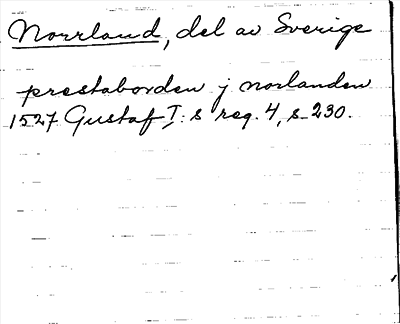 Norrland, del av Sverige
prestaborden j norlanden
1527 Gustaf I:s reg. 4, s. 230.